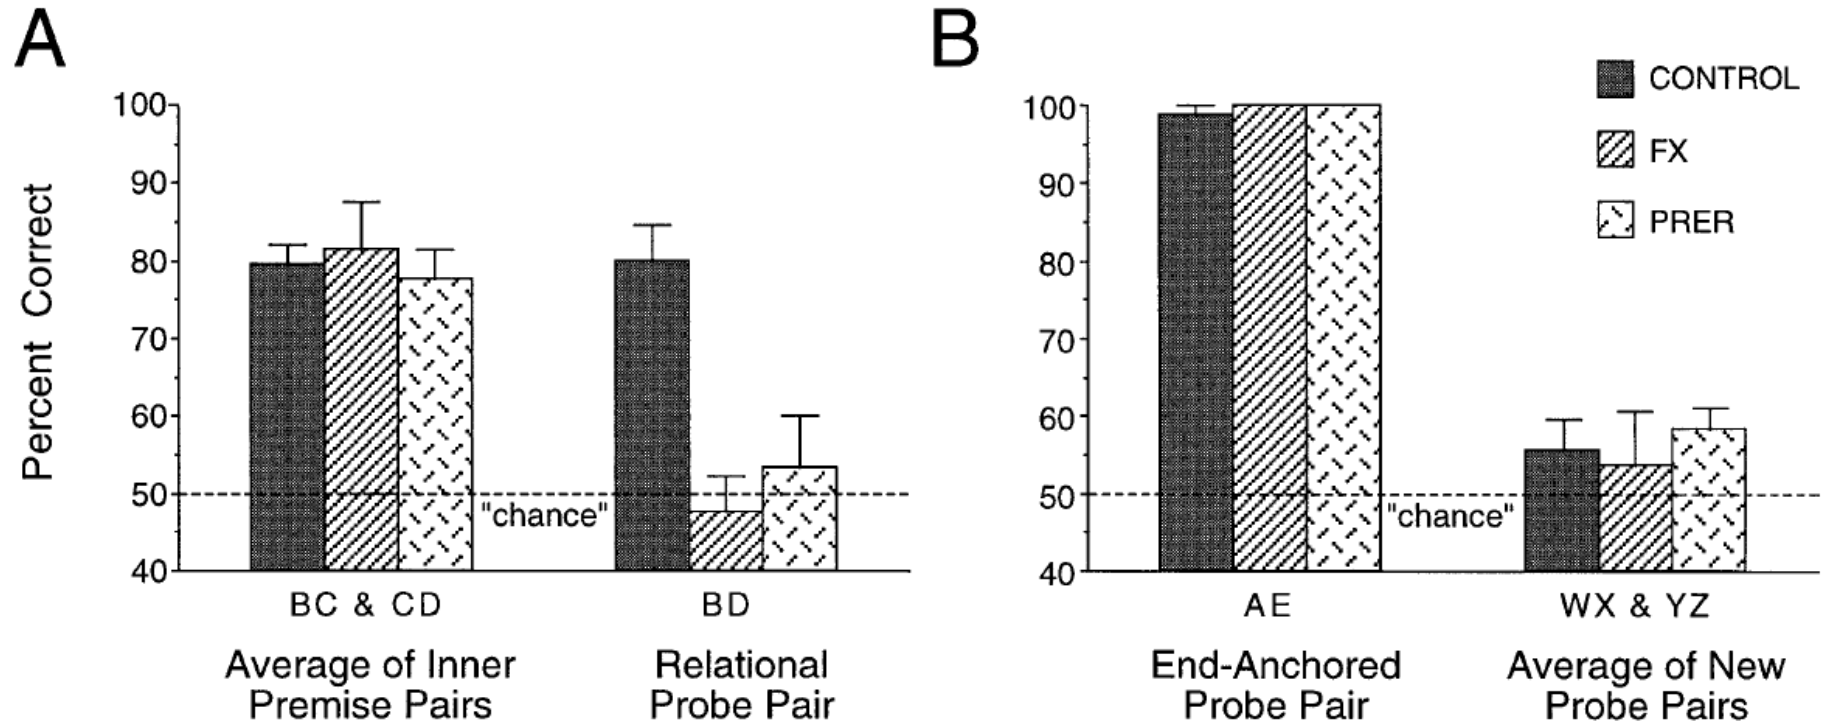 A
Percent Correct
100
90
80
70
60
50
40
"chance"
BC & CD
BD
Average of Inner
Premise Pairs
Relational
Probe Pair
B
100
90
80
70
60
50
40
"chance"
AE
WX & YZ
End-Anchored
Probe Pair
Average of New
Probe Pairs
CONTROL
FX
PRER